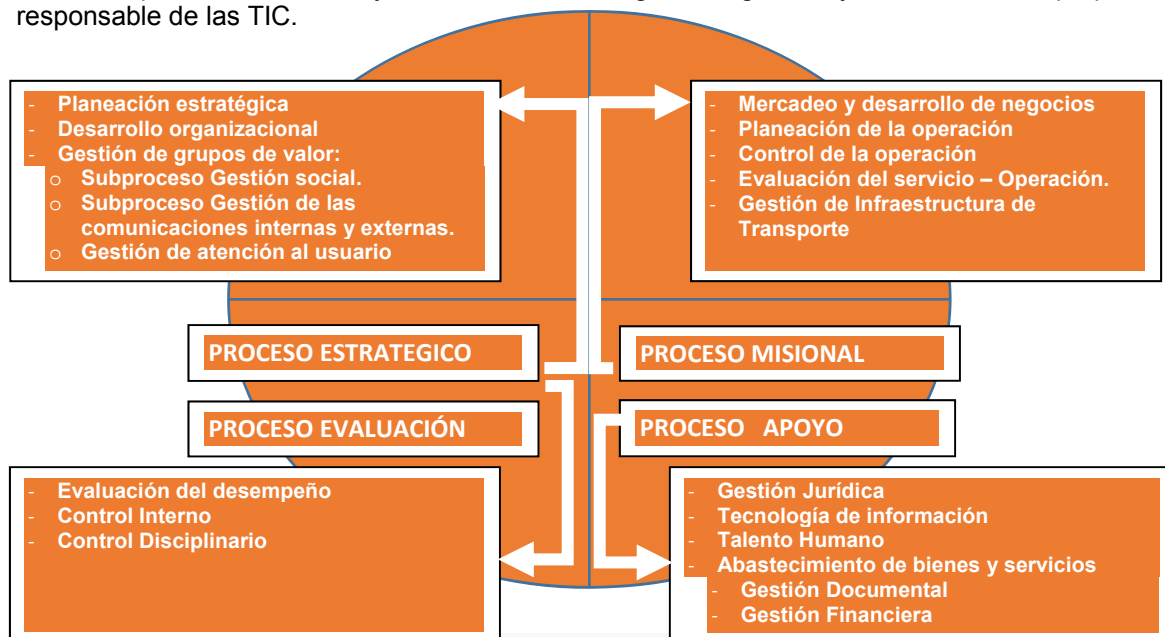 responsable de las TIC.
- Planeación estratégica
- Desarrollo organizacional
- Gestión de grupos de valor:
o Subproceso Gestión social.
o Subproceso Gestión de las
comunicaciones internas y externas.
o Gestión de atención al usuario
- Mercadeo y desarrollo de negocios
- Planeación de la operación
- Control de la operación
- Evaluación del servicio – Operación.
- Gestión de Infraestructura de
Transporte
PROCESO ESTRATEGICO
PROCESO MISIONAL
PROCESO EVALUACIÓN
PROCESO APOYO
- Evaluación del desempeño
- Control Interno
- Control Disciplinario
- Gestión Jurídica
- Tecnología de información
- Talento Humano
- Abastecimiento de bienes y servicios
- Gestión Documental
- Gestión Financiera